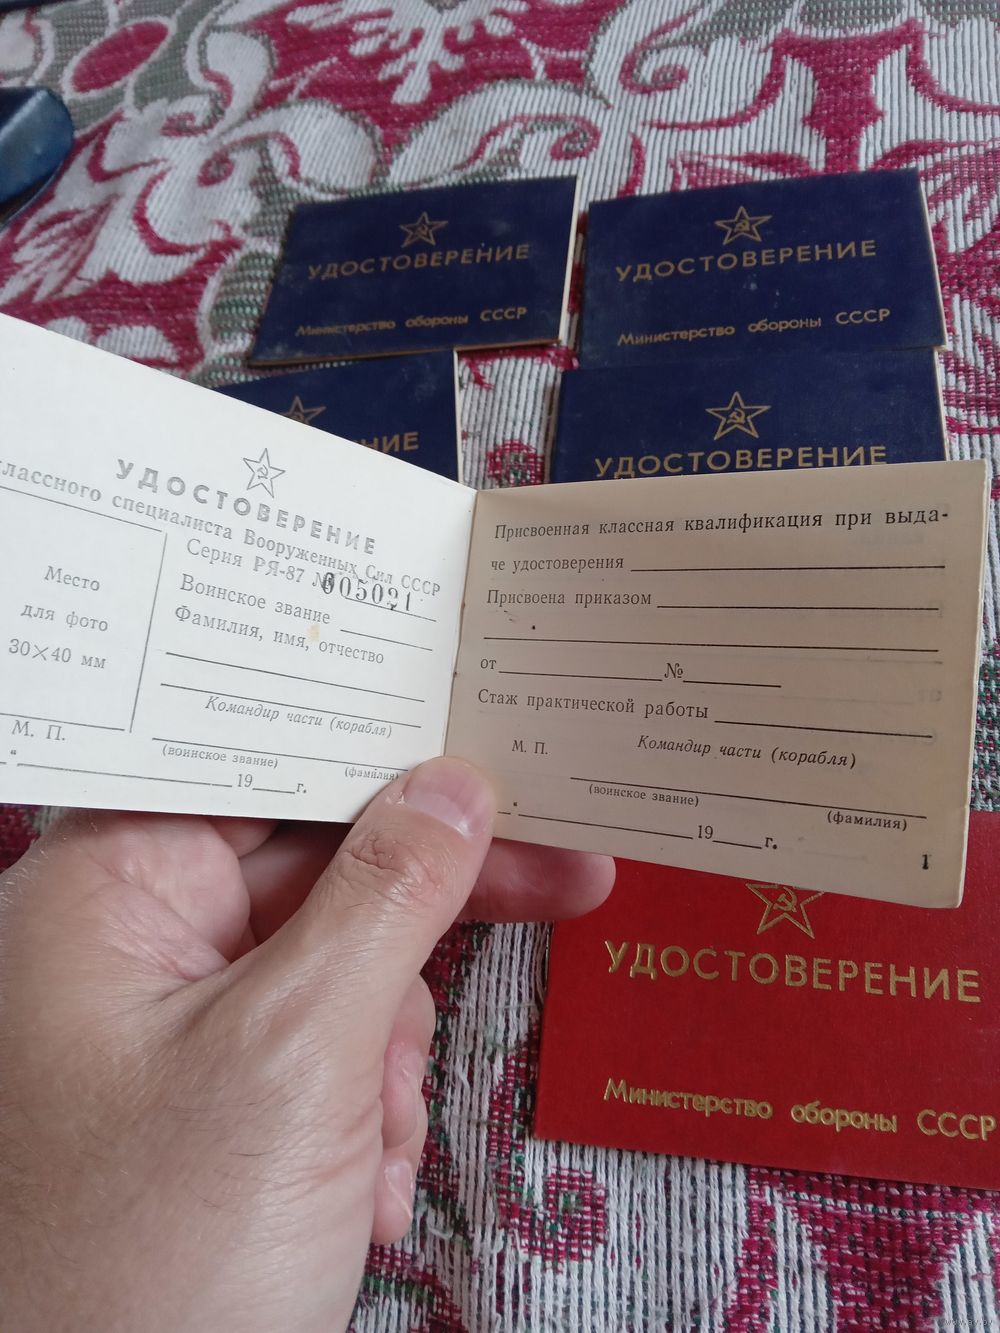 УДОСТОВЕРЕНИЕ
Министерство обороны СССР
УДОСТОВЕРЕНИЕ
Министерство обороны СССР
УДОСТОВЕРЕНИЕ
УДОСТОВЕРЕНИЕ
классного специалиста Вооруженных Сил СССР
Серия РЯ-87 № 005021
Место
для фото
30×40 мм
Воинское звание
Фамилия, имя, отчество
Командир части (корабля)
М. П.
(воинское звание) (фамилия)
" 19 г.
Присвоенная классная квалификация при выда-
че удостоверения
Присвоена приказом
от №
Стаж практической работы
М. П. Командир части (корабля)
(воинское звание) (фамилия)
" 19 г.
1
УДОСТОВЕРЕНИЕ
Министерство обороны СССР